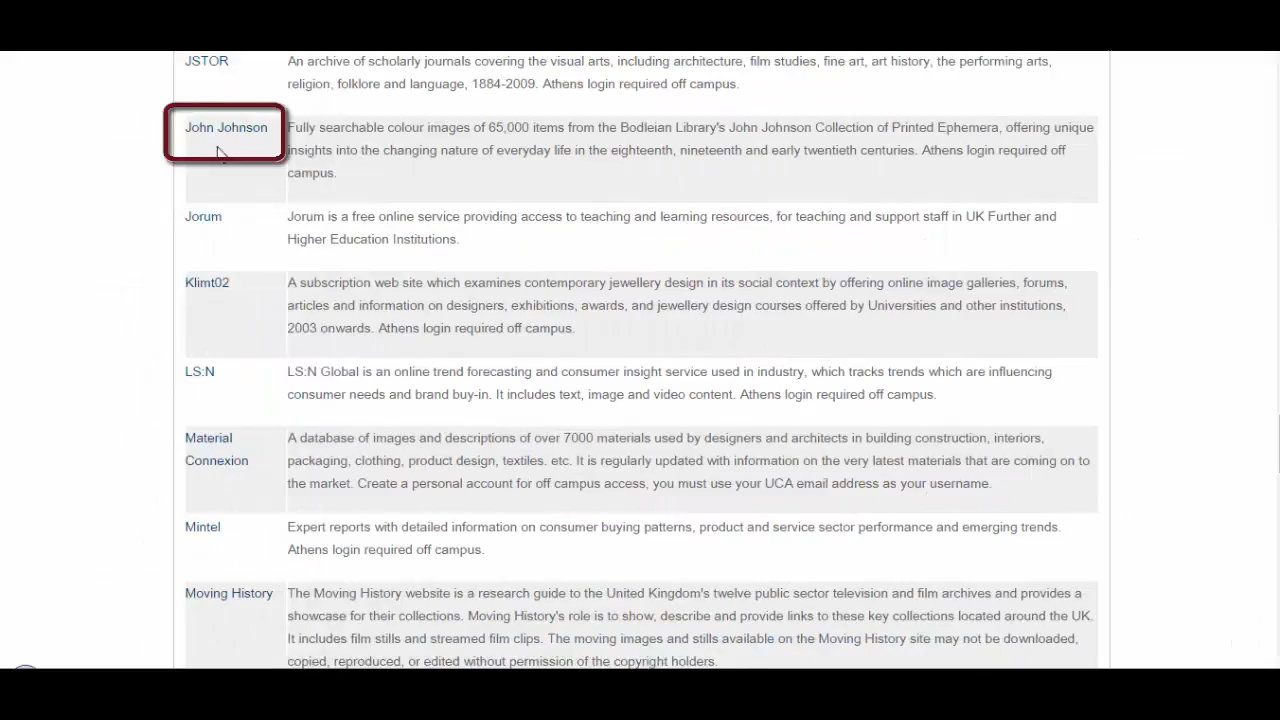 JSTOR An archive of scholarly journals covering the visual arts, including architecture, film studies, fine art, art history, the performing arts,
religion, folklore and language, 1884-2009. Athens login required off campus.
John Johnson Fully searchable colour images of 65,000 items from the Bodleian Library's John Johnson Collection of Printed Ephemera, offering unique
insights into the changing nature of everyday life in the eighteenth, nineteenth and early twentieth centuries. Athens login required off
campus.
Jorum Jorum is a free online service providing access to teaching and learning resources, for teaching and support staff in UK Further and
Higher Education Institutions.
Klimt02 A subscription web site which examines contemporary jewellery design in its social context by offering online image galleries, forums,
articles and information on designers, exhibitions, awards, and jewellery design courses offered by Universities and other institutions,
2003 onwards. Athens login required off campus.
LS:N LS:N Global is an online trend forecasting and consumer insight service used in industry, which tracks trends which are influencing
consumer needs and brand buy-in. It includes text, image and video content. Athens login required off campus.
Material A database of images and descriptions of over 7000 materials used by designers and architects in building construction, interiors,
Connexion packaging, clothing, product design, textiles. etc. It is regularly updated with information on the very latest materials that are coming on to
the market. Create a personal account for off campus access, you must use your UCA email address as your username.
Mintel Expert reports with detailed information on consumer buying patterns, product and service sector performance and emerging trends.
Athens login required off campus.
Moving History The Moving History website is a research guide to the United Kingdom's twelve public sector television and film archives and provides a
showcase for their collections. Moving History's role is to show, describe and provide links to these key collections located around the UK.
It includes film stills and streamed film clips. The moving images and stills available on the Moving History site may not be downloaded,
copied, reproduced, or edited without permission of the copyright holders.